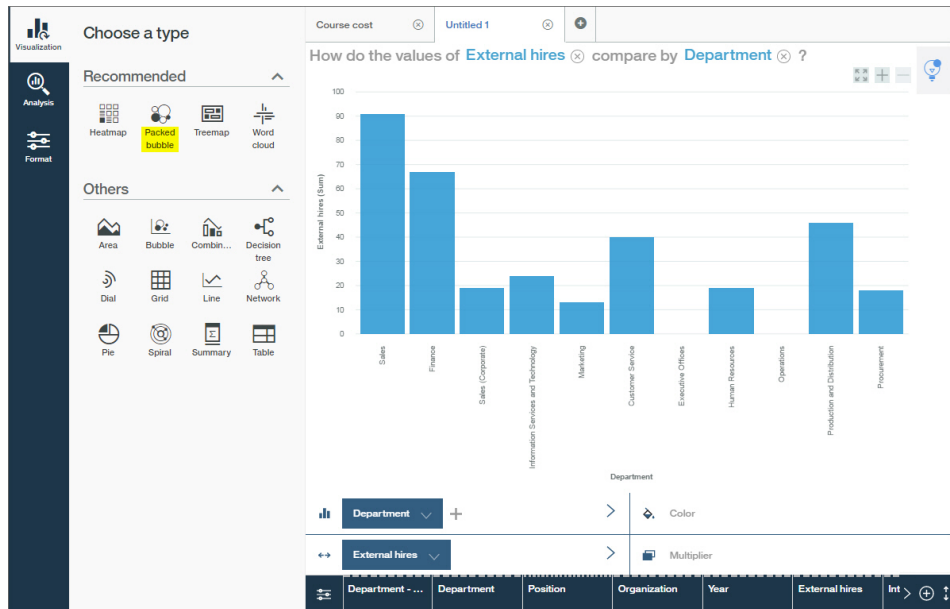 Visualization
Analysis
Format
Choose a type
Recommended
Heatmap
Packed
bubble
Treemap
Word
cloud
Others
Area
Bubble
Combin...
Decision
tree
Dial
Grid
Line
Network
Pie
Spiral
Summary
Table
Course cost
Untitled 1
How do the values of External hires compare by Department ?
External hires (Sum)
100
90
80
70
60
50
40
30
20
10
0
Sales
Finance
Sales (Corporate)
Information Services and Technology
Marketing
Customer Service
Executive Offices
Human Resources
Operations
Production and Distribution
Procurement
Department
Department
Color
External hires
Multiplier
Department - ...
Department
Position
Organization
Year
External hires
Int